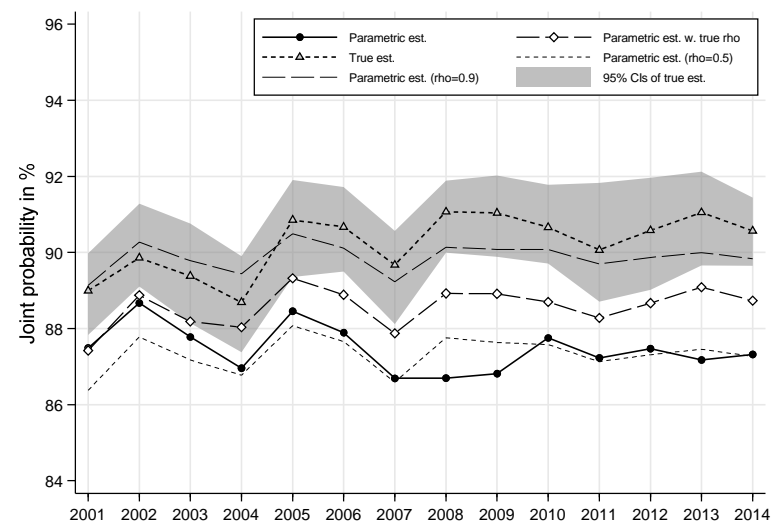 96
94
92
90
88
86
84
Joint probability in %
Parametric est.
Parametric est. w. true rho
True est.
Parametric est. (rho=0.5)
Parametric est. (rho=0.9)
95% CIs of true est.
2001 2002 2003 2004 2005 2006 2007 2008 2009 2010 2011 2012 2013 2014